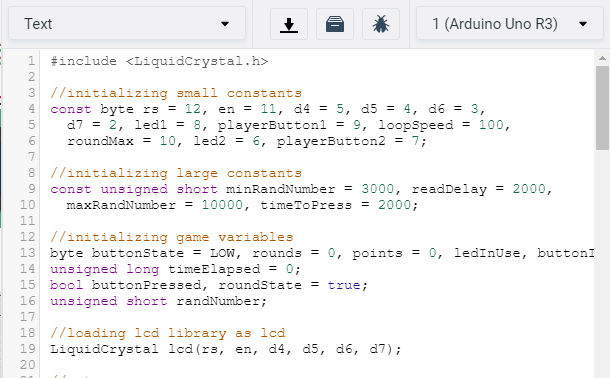 Text
1 (Arduino Uno R3)
1 #include <LiquidCrystal.h>
2
3 //initializing small constants
4 const byte rs = 12, en = 11, d4 = 5, d5 = 4, d6 = 3,
5 d7 = 2, led1 = 8, playerButton1 = 9, loopSpeed = 100,
6 roundMax = 10, led2 = 6, playerButton2 = 7;
7
8 //initializing large constants
9 const unsigned short minRandNumber = 3000, readDelay = 2000,
10 maxRandNumber = 10000, timeToPress = 2000;
11
12 //initializing game variables
13 byte buttonState = LOW, rounds = 0, points = 0, ledInUse,
14 unsigned long timeElapsed = 0;
15 bool buttonPressed, roundState = true;
16 unsigned short randNumber;
17
18 //loading lcd library as lcd
19 LiquidCrystal lcd(rs, en, d4, d5, d6, d7);
20